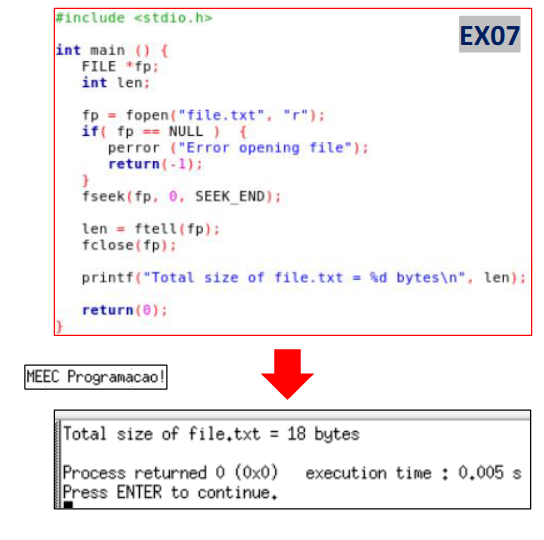 #include <stdio.h>
EX07
int main () {
FILE *fp;
int len;
fp = fopen("file.txt", "r");
if( fp == NULL )  {
perror ("Error opening file");
return(-1);
}
fseek(fp, 0, SEEK_END);
len = ftell(fp);
fclose(fp);
printf("Total size of file.txt = %d bytes\n", len);
return(0);
}
MEEC Programacao!
Total size of file.txt = 18 bytes
Process returned 0 (0x0)   execution time : 0.005 s
Press ENTER to continue.